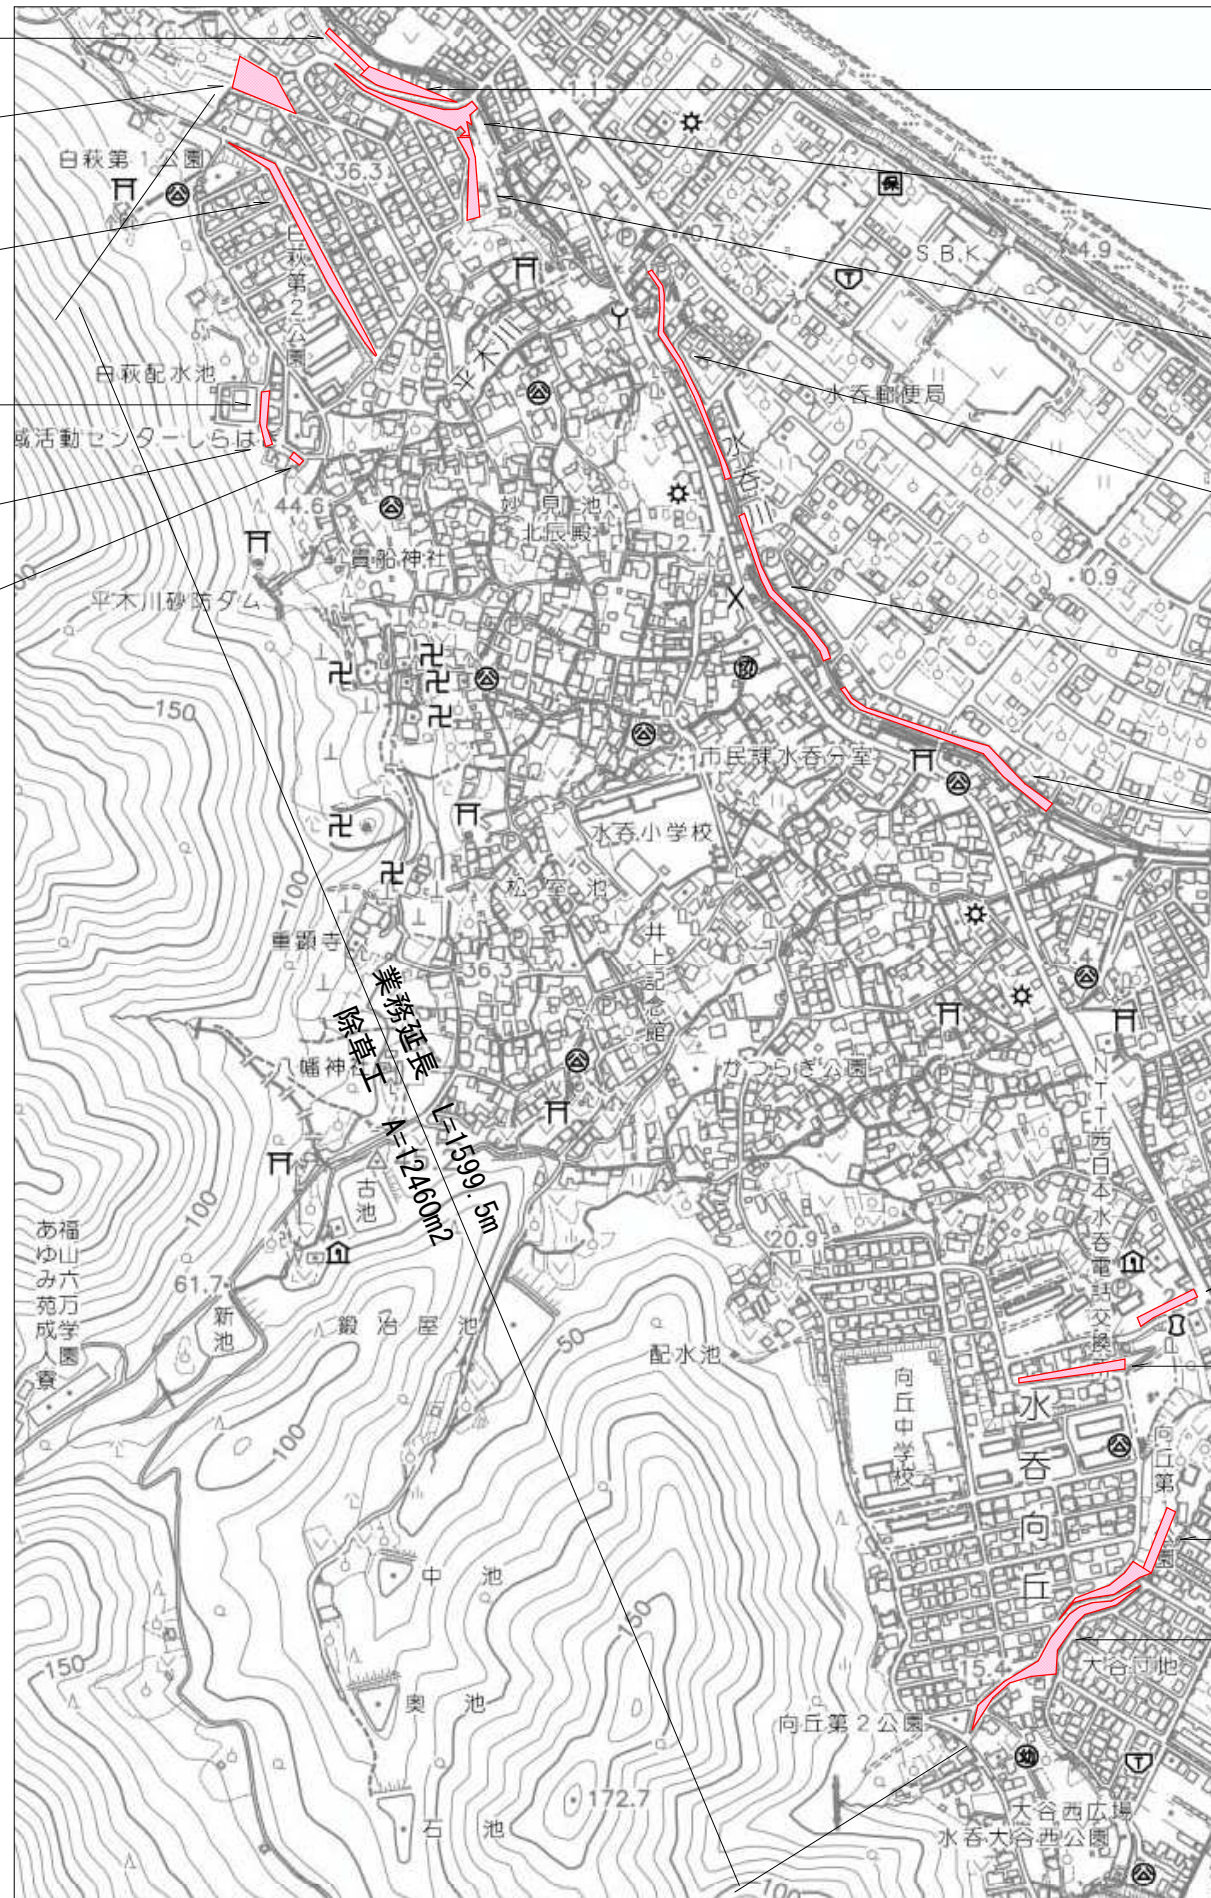 1.1
白萩第1公園
36.3
0.7
S.B.K.
4.9
白萩第2公園
平木川
白萩配水池
水呑郵便局
域活動センターしらはぎ
水呑川
44.6
妙見池
北辰殿
2.7
貴船神社
0.9
平木川砂防ダム
150
市民課水呑分室
7.1
水呑小学校
100
松室池
重顕寺
36.3
井上記念館
業務延長 L=1599.5m
除草工 A=12460m2
八幡神社
かつらぎ公園
NTT西日本水呑電話交換所
古池
100
20.9
福山六万学園
あゆみ苑成人寮
61.7
新池
鍛冶屋池
50
配水池
向丘中学校
100
水呑向丘
向丘第1公園
中池
150
150
15.4
大谷団地
奥池
向丘第2公園
172.7
石池
大谷西広場
水呑大谷西公園
100